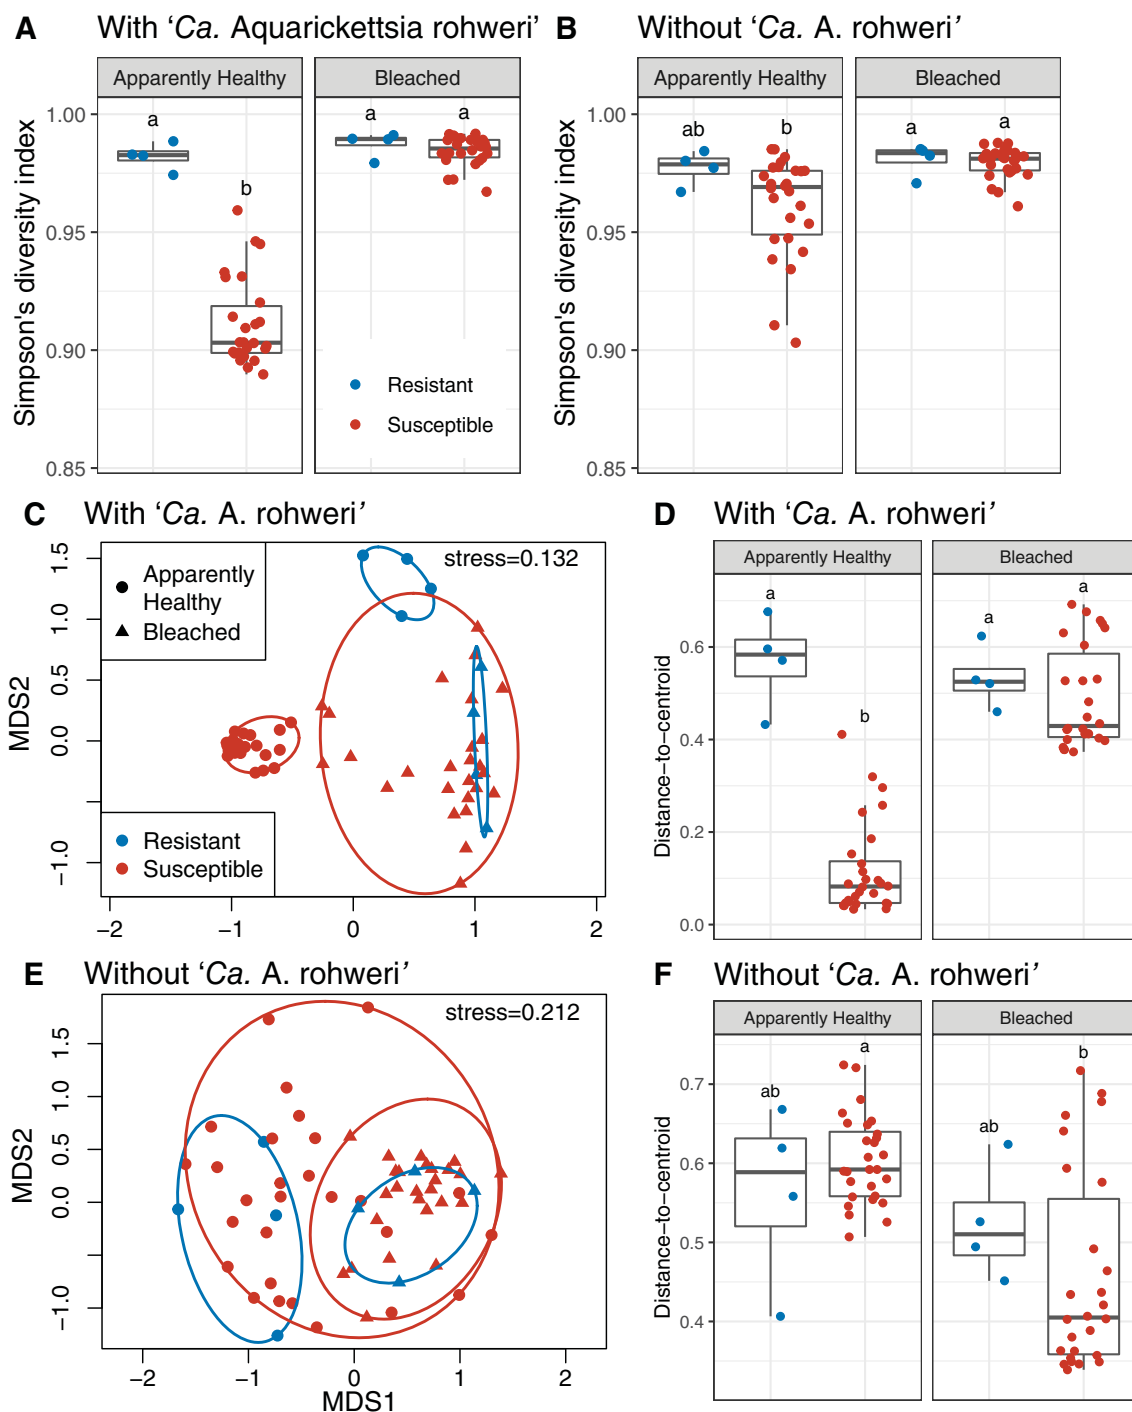 A With ‘Ca. Aquarickettsia rohweri’
Apparently Healthy Bleached
Simpson's diversity index
1.00
0.95
0.90
0.85
a
b
a
a
Resistant
Susceptible
B Without ‘Ca. A. rohweri’
Apparently Healthy Bleached
Simpson's diversity index
1.00
0.95
0.90
0.85
ab
b
a
a
C With ‘Ca. A. rohweri’
stress=0.132
Apparently
Healthy
Bleached
Resistant
Susceptible
MDS2
1.5
1.0
0.5
0.0
−1.0
−2 −1 0 1 2
D With ‘Ca. A. rohweri’
Apparently Healthy Bleached
Distance−to−centroid
0.6
0.4
0.2
0.0
a
b
a
a
E Without ‘Ca. A. rohweri’
stress=0.212
MDS2
1.5
1.0
0.5
0.0
−1.0
−2 −1 0 1 2
MDS1
F Without ‘Ca. A. rohweri’
Apparently Healthy Bleached
Distance−to−centroid
0.7
0.6
0.5
0.4
ab
a
ab
b